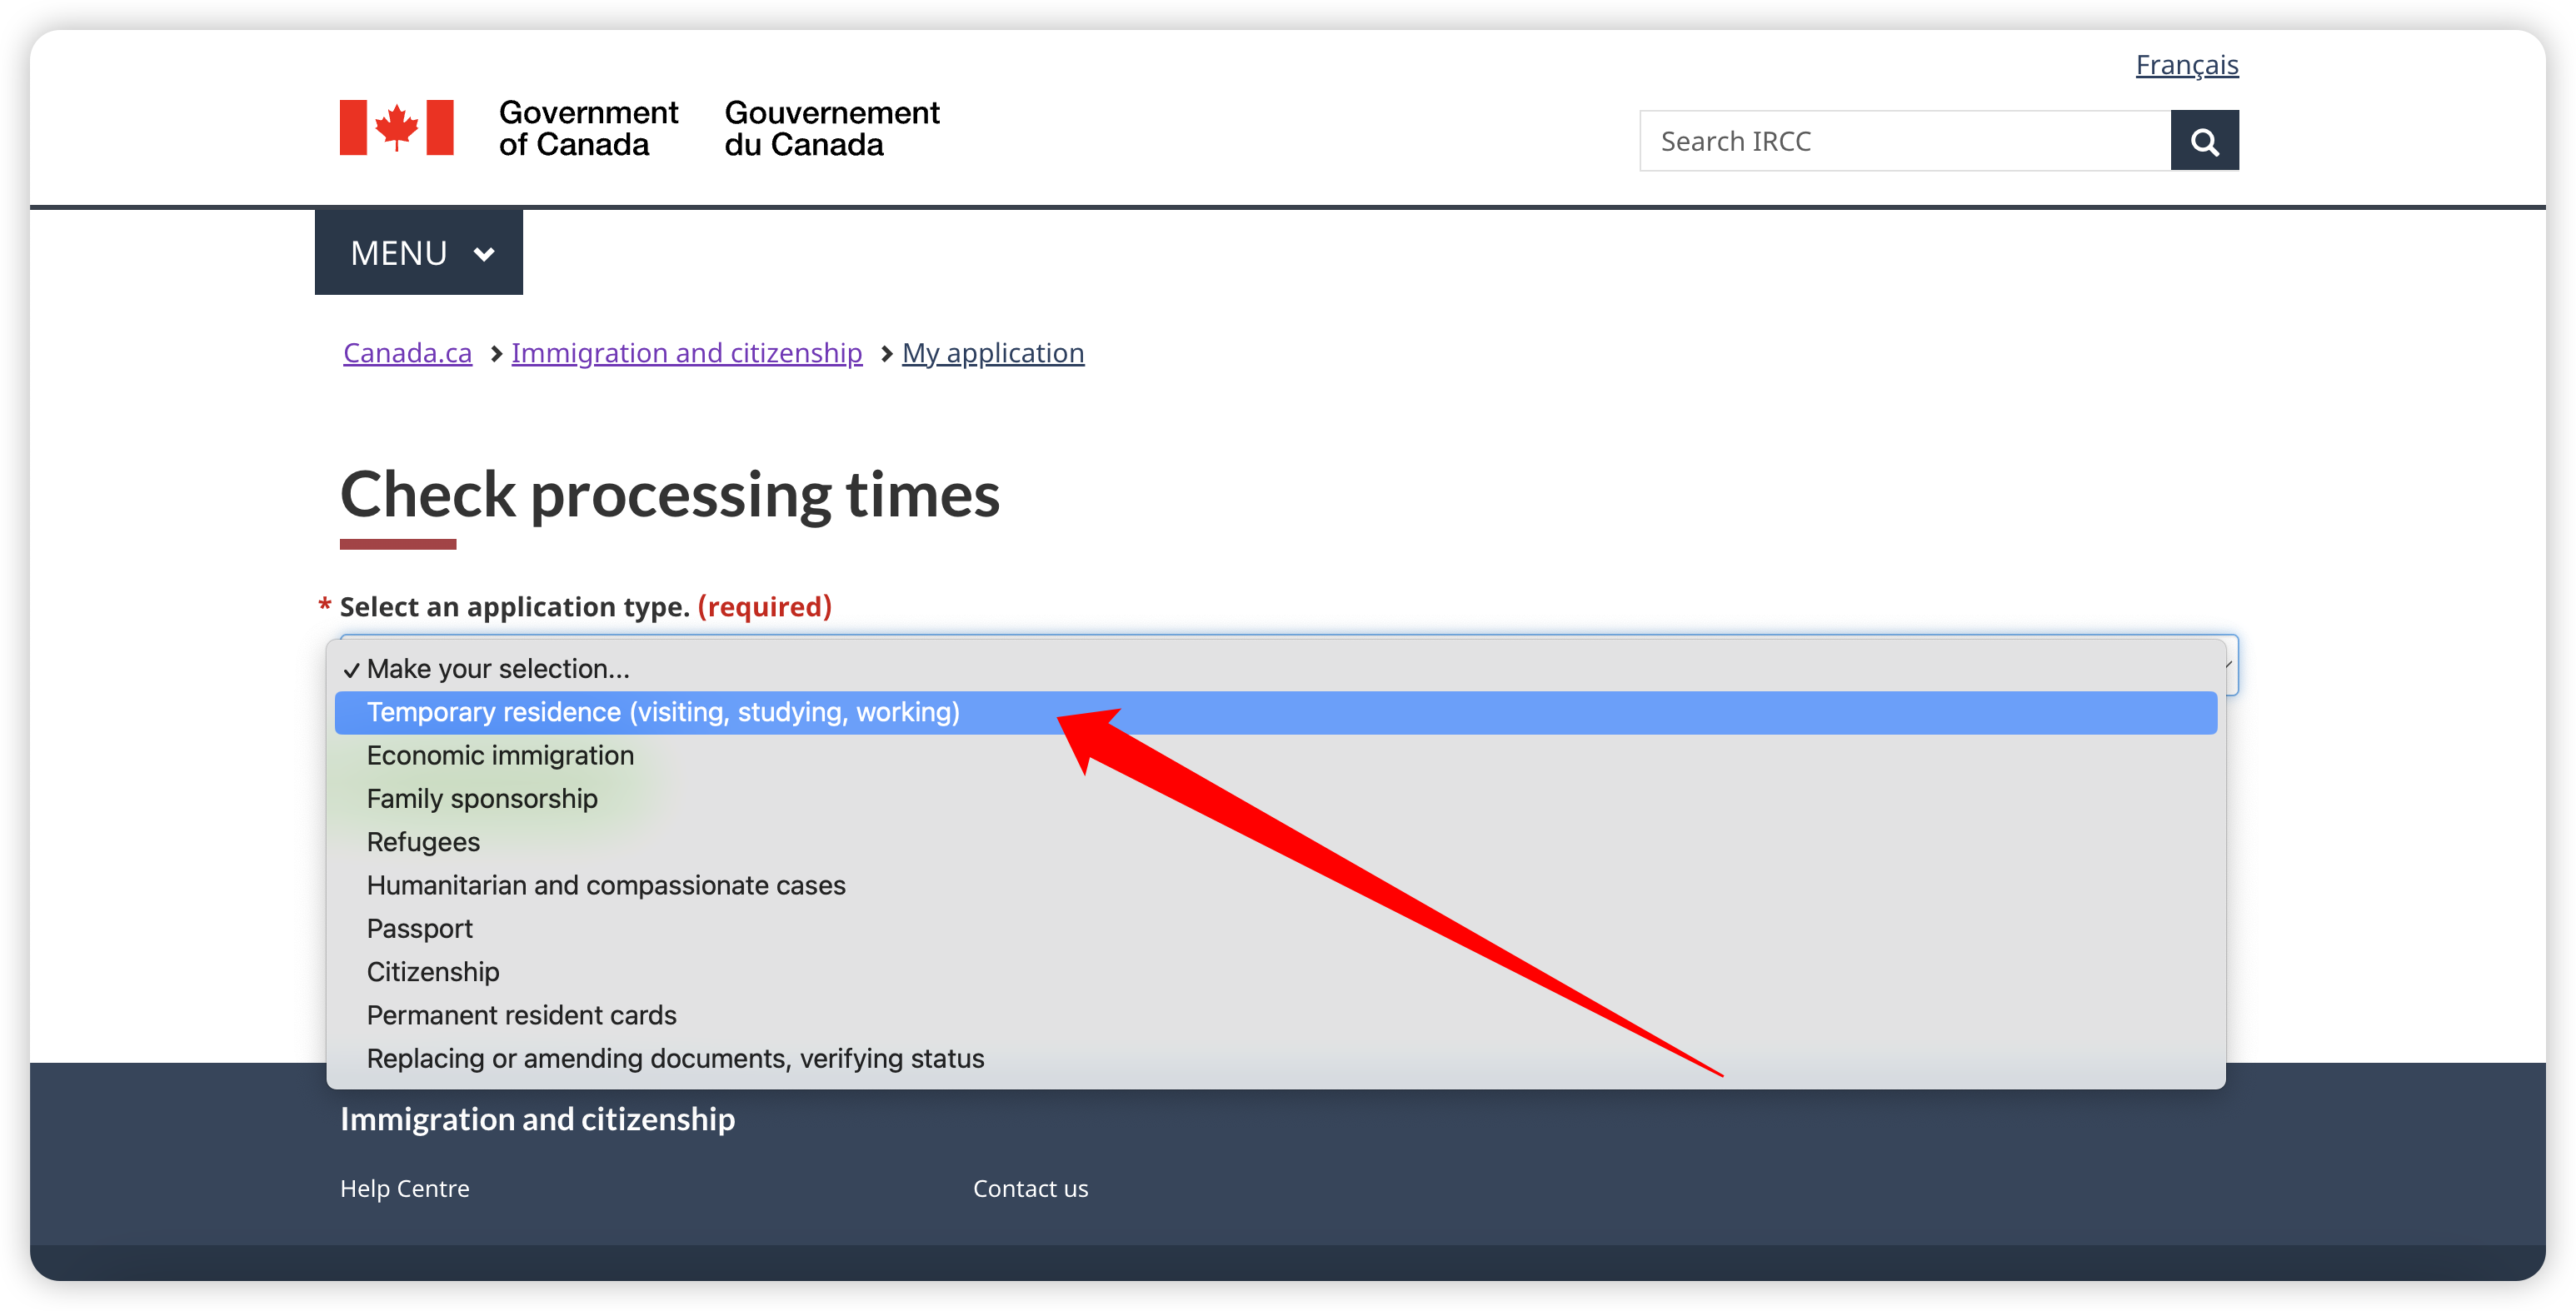 Français
Government of Canada
Gouvernement du Canada
Search IRCC
MENU
Canada.ca > Immigration and citizenship > My application
Check processing times
* Select an application type. (required)
✓ Make your selection...
Temporary residence (visiting, studying, working)
Economic immigration
Family sponsorship
Refugees
Humanitarian and compassionate cases
Passport
Citizenship
Permanent resident cards
Replacing or amending documents, verifying status
Immigration and citizenship
Help Centre
Contact us